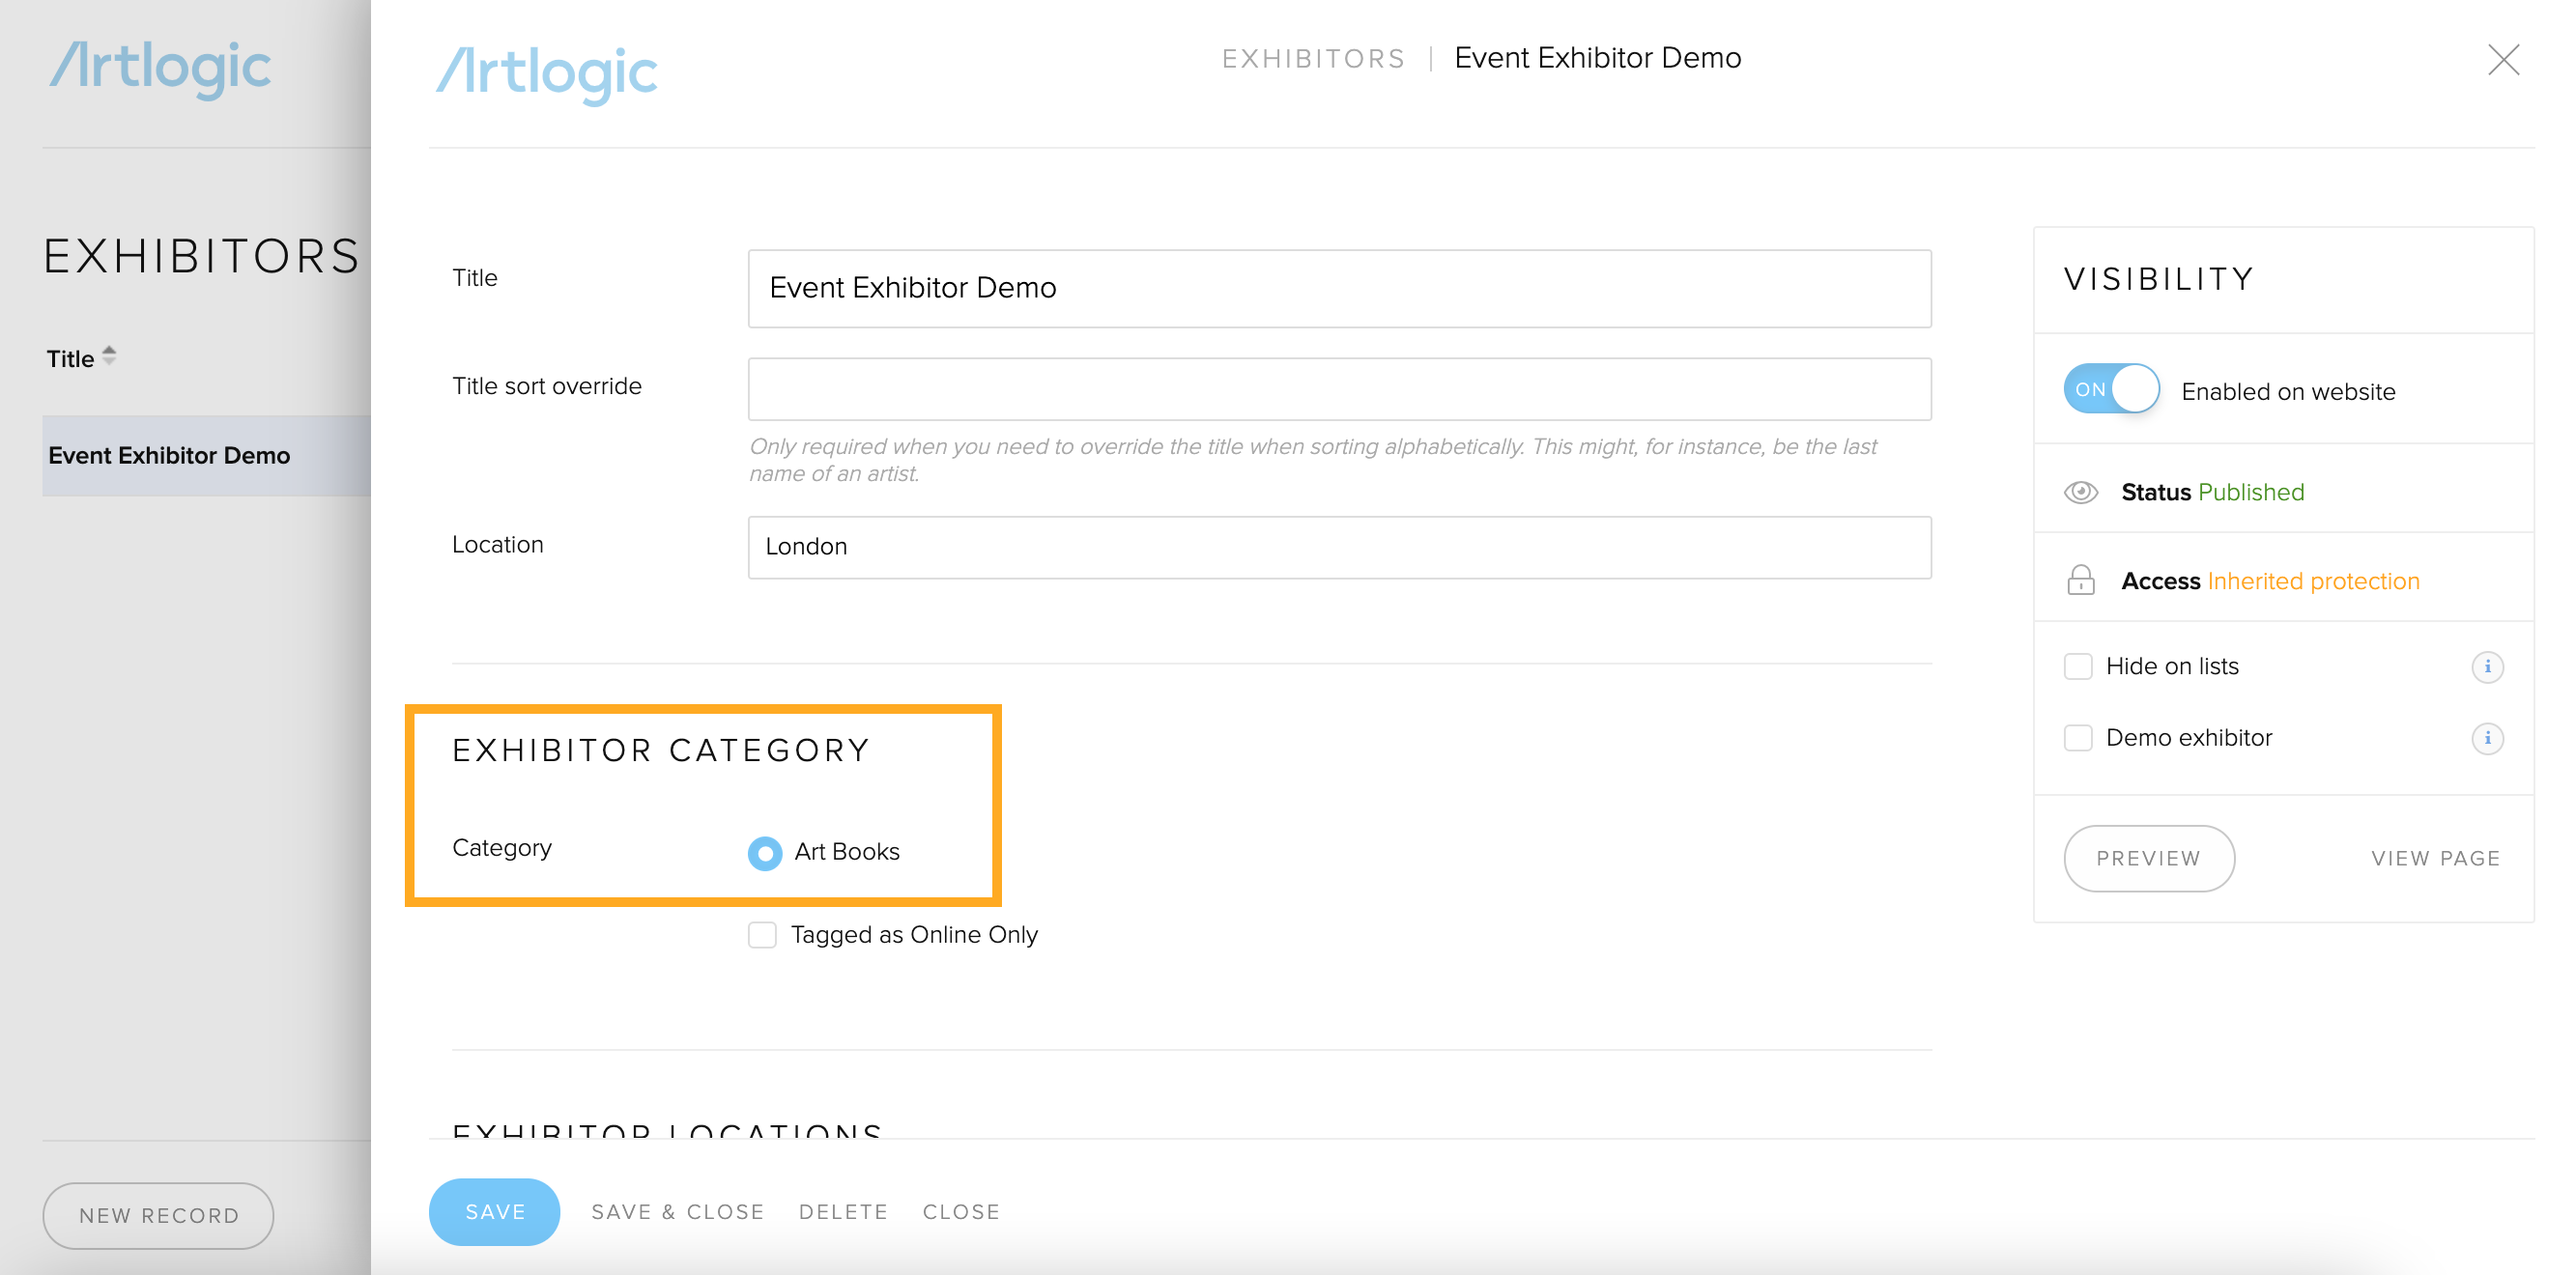 Artlogic
EXHIBITORS
Title
Event Exhibitor Demo
NEW RECORD
Artlogic
EXHIBITORS | Event Exhibitor Demo
Title
Event Exhibitor Demo
Title sort override
Only required when you need to override the title when sorting alphabetically. This might, for instance, be the last
name of an artist.
Location
London
EXHIBITOR CATEGORY
Category
Art Books
Tagged as Online Only
EXHIBITOR LOCATIONS
SAVE
SAVE & CLOSE
DELETE
CLOSE
VISIBILITY
ON
Enabled on website
Status Published
Access Inherited protection
Hide on lists
i
Demo exhibitor
i
PREVIEW
VIEW PAGE